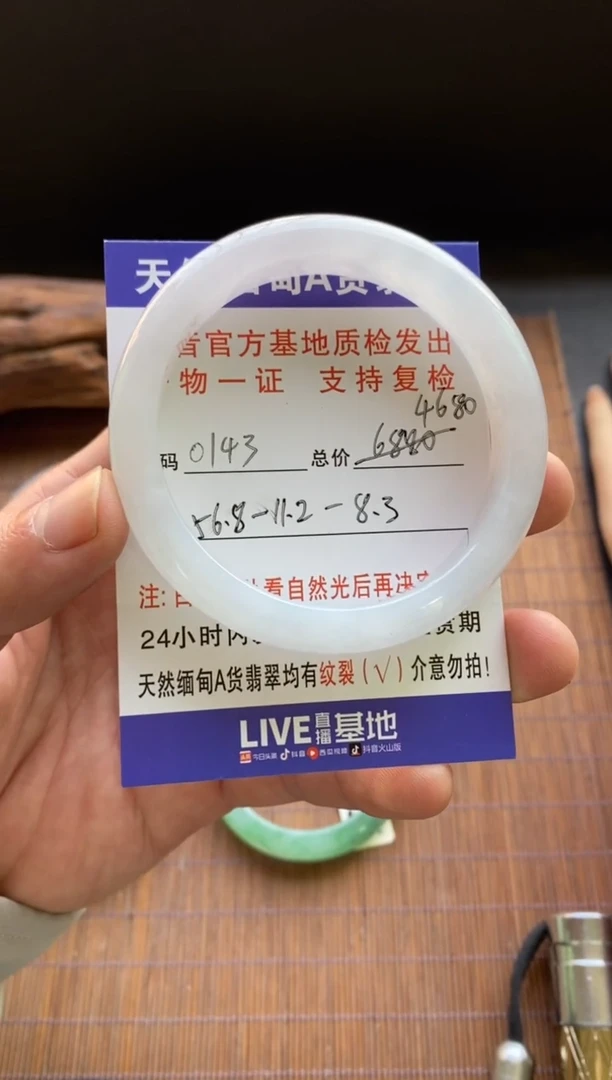 天
A货
官方基地质检发出
物一证 支持复检
4680
码 0143 总价 6880
56.8-11.2-8.3
注: 看自然光后再决
24小时内 货期
天然缅甸A货翡翠均有纹裂(√)介意勿拍!
LIVE直播基地
今日头条 抖音 西瓜视频 抖音火山版